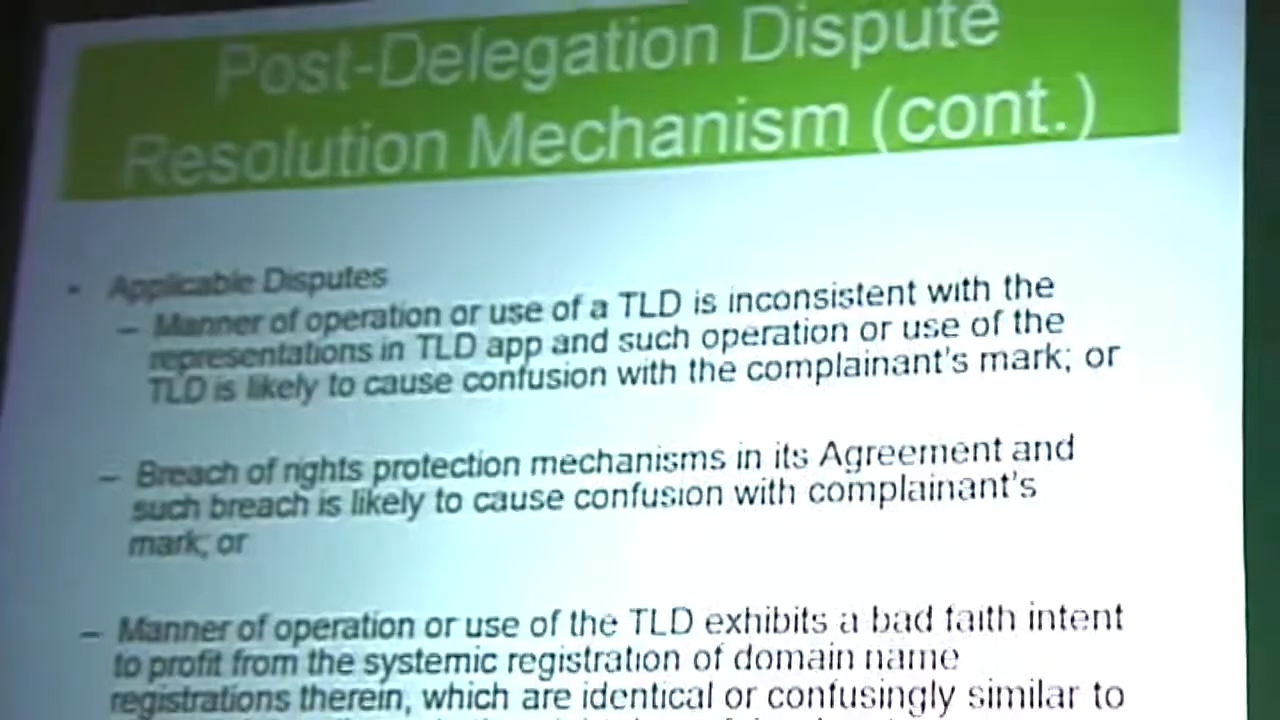 Post-Delegation Dispute
Resolution Mechanism (cont.)
• Applicable Disputes
– Manner of operation or use of a TLD is inconsistent with the
representations in TLD app and such operation or use of the
TLD is likely to cause confusion with the complainant's mark; or
– Breach of rights protection mechanisms in its Agreement and
such breach is likely to cause confusion with complainant's
mark; or
– Manner of operation or use of the TLD exhibits a bad faith intent
to profit from the systemic registration of domain name
registrations therein, which are identical or confusingly similar to